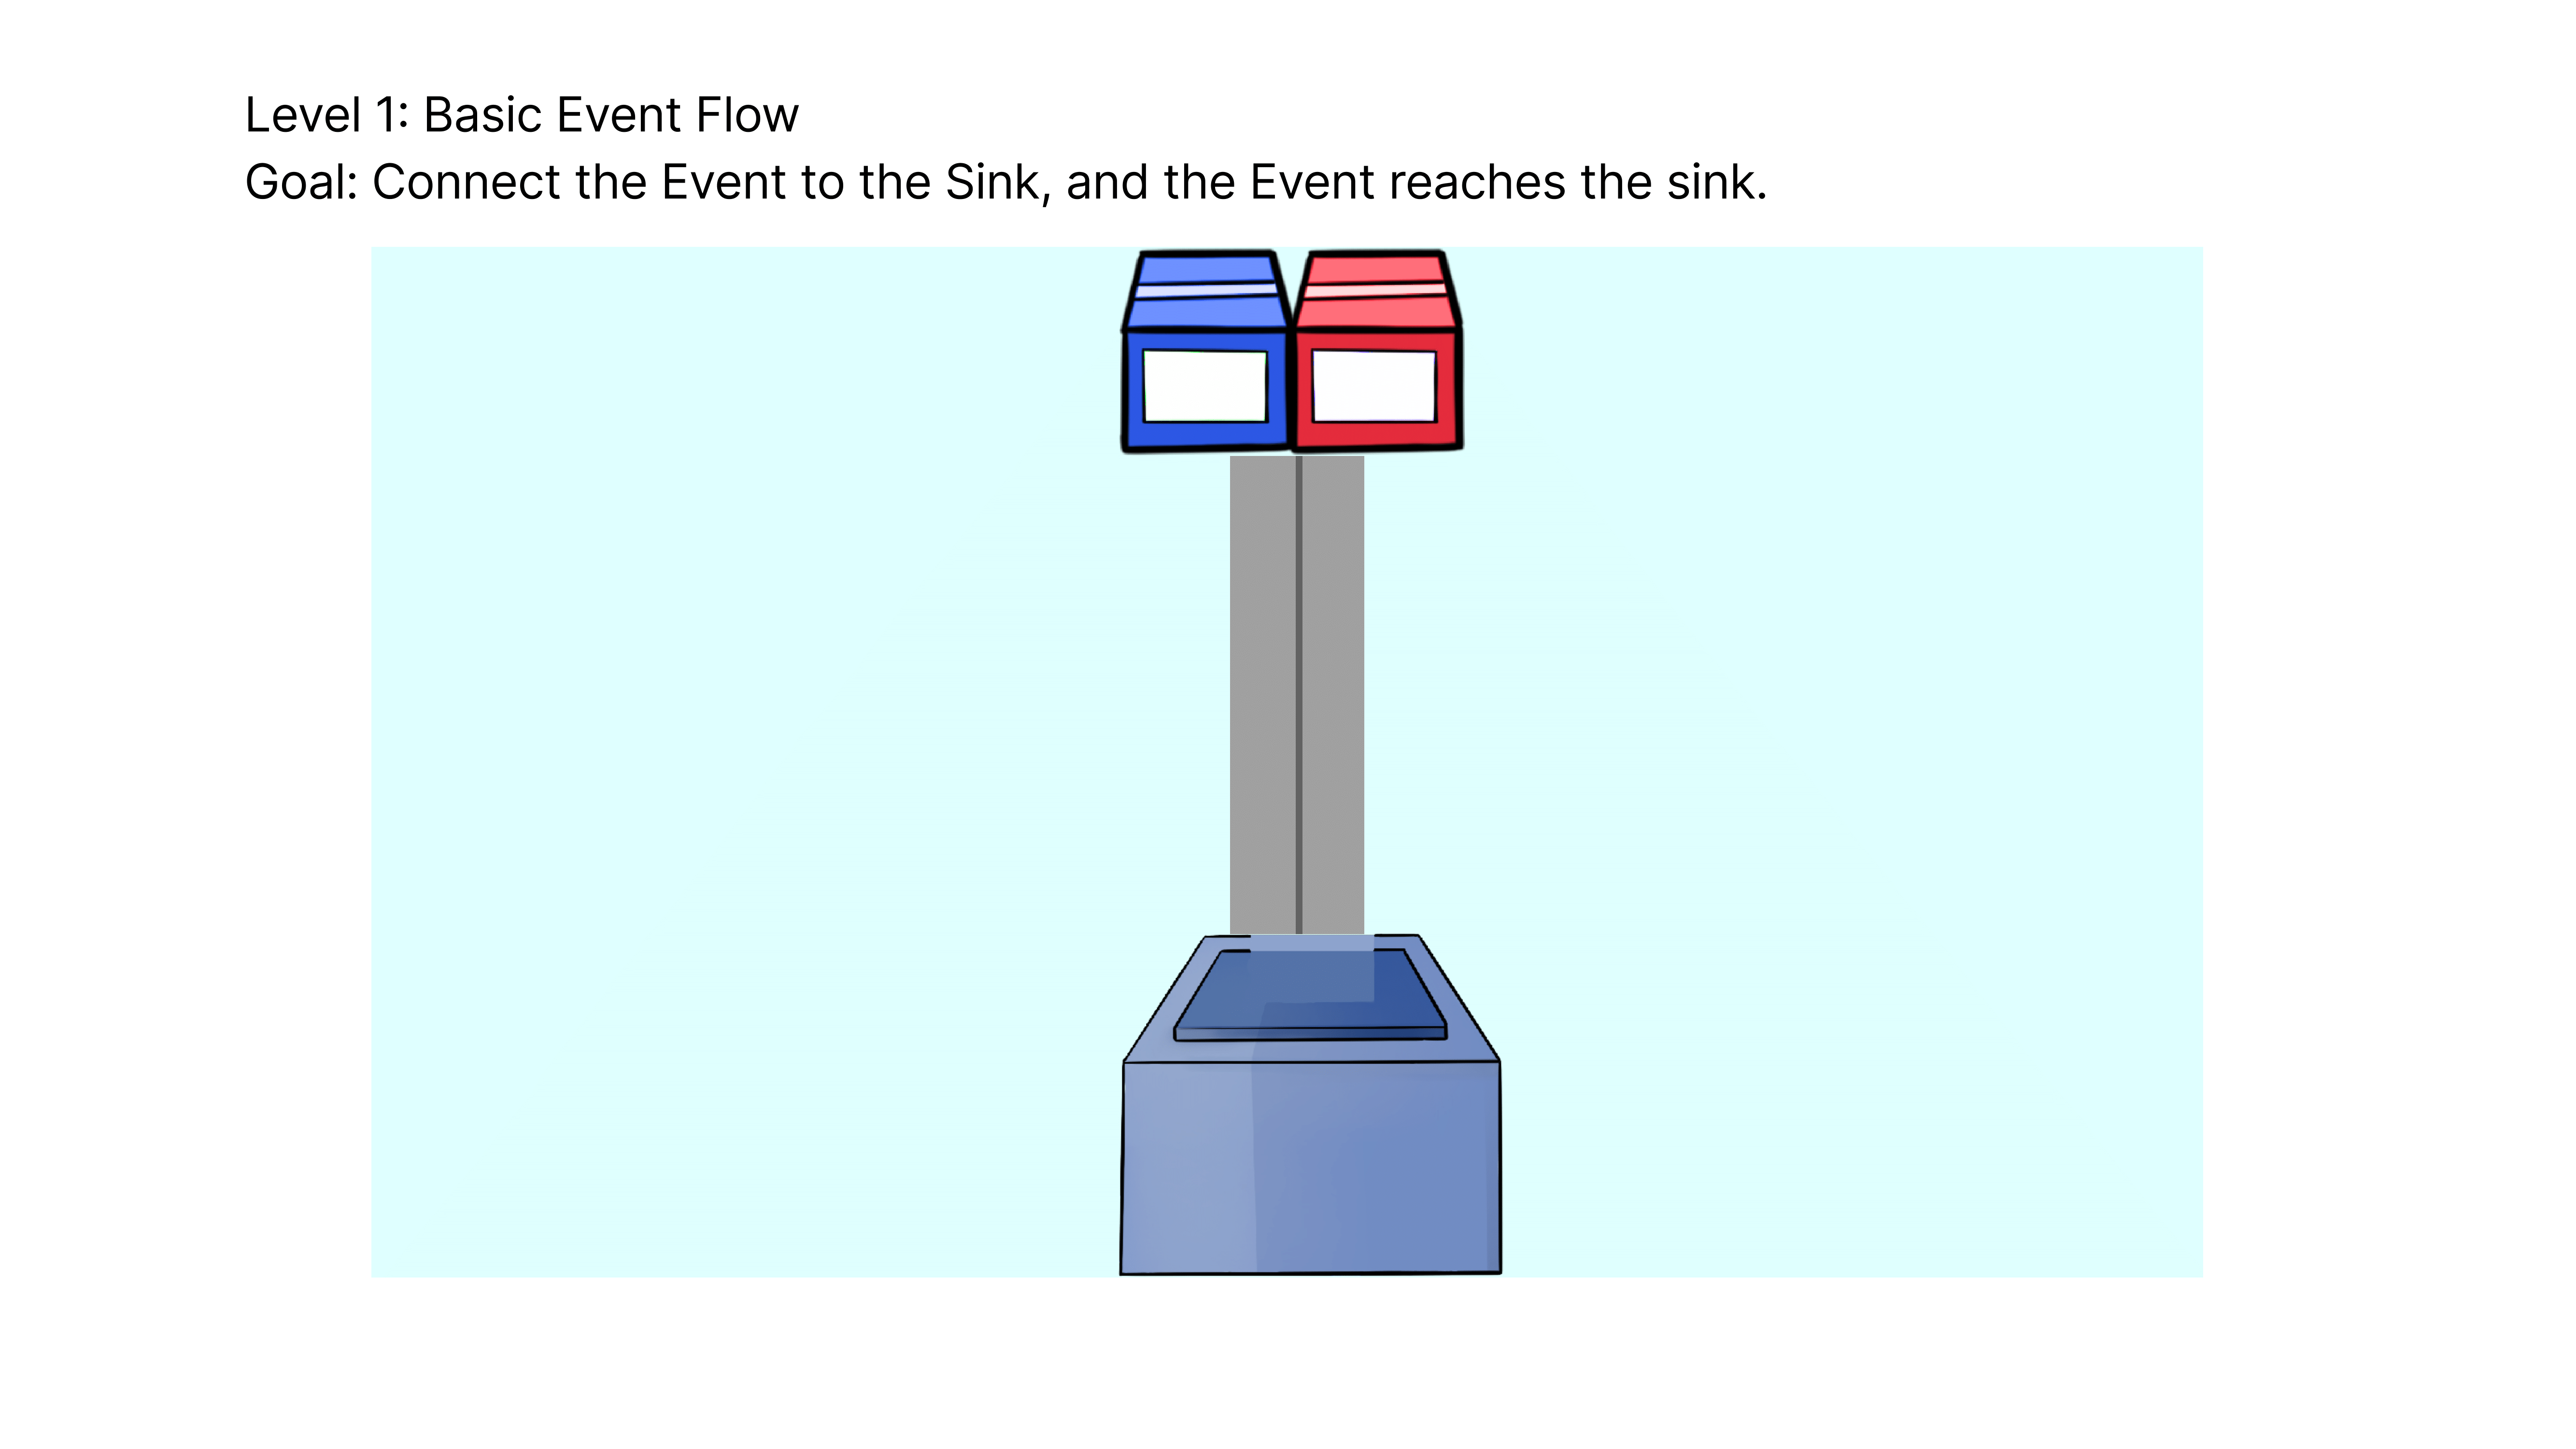 Level 1: Basic Event Flow
Goal: Connect the Event to the Sink, and the Event reaches the sink.